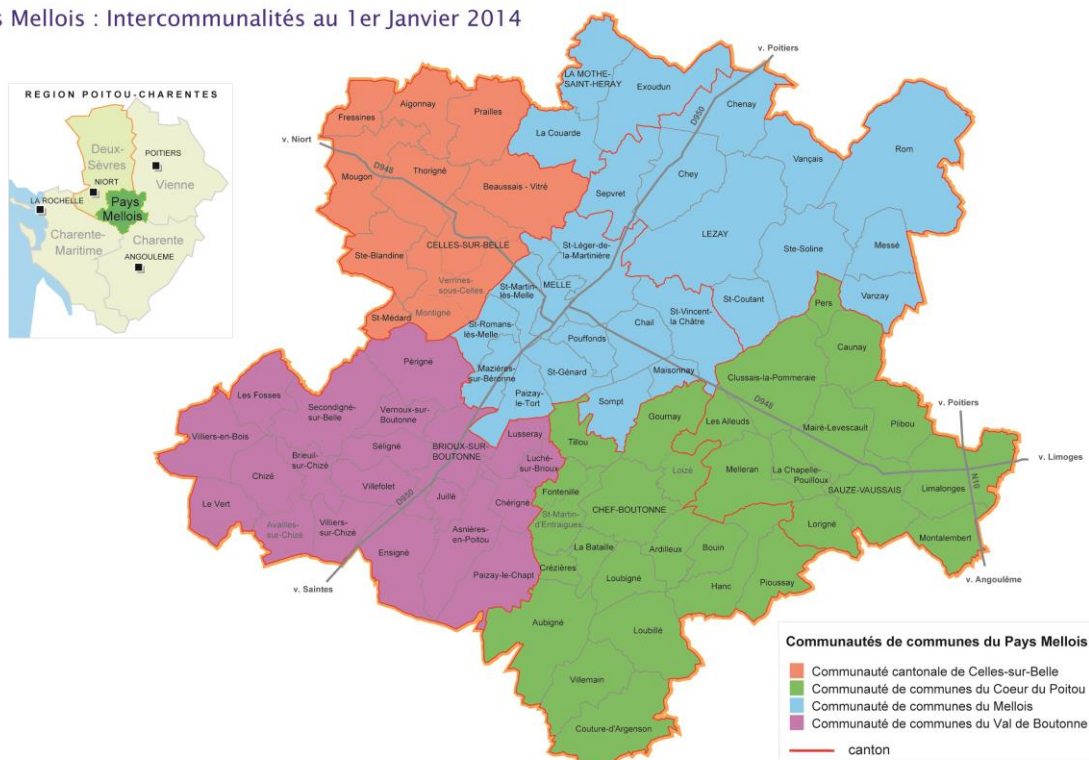 s Mellois : Intercommunalités au 1er Janvier 2014
REGION POITOU-CHARENTES
Deux-
Sèvres
POITIERS
Vienne
NIORT
LA ROCHELLE
Pays
Mellois
Charente-
Maritime
Charente
ANGOULEME
v. Poitiers
LA MOTHE-
SAINT-HERAY
Exoudun
Chenay
D950
La Couarde
Rom
Vançais
Chey
Sepvret
LEZAY
Ste-Soline
Messé
Vanzay
St-Coutant
St-Léger-de-
la-Martinière
MELLE
St-Martin-
lès-Melle
St-Vincent-
la Châtre
Chail
St-Romans-
lès-Melle
Pouffonds
Maisonnay
Mazières-
sur-Béronne
St-Génard
Paizay-
le-Tort
Sompt
v. Niort
D948
Fressines
Aigonnay
Prailles
Mougon
Thorigné
Beaussais - Vitré
CELLES-SUR-BELLE
Ste-Blandine
Verrines-
sous-Celles
Montigné
St-Médard
Périgné
Les Fosses
Secondigné-
sur-Belle
Vernoux-sur-
Boutonne
Villiers-en-Bois
Séligné
BRIOUX-SUR-
BOUTONNE
Lusseray
Luché-
sur-Brioux
Chizé
Brieuil-
sur-Chizé
Villefolet
Juillé
Chérigné
Le Vert
Availles-
sur-Chizé
Villiers-
sur-Chizé
D950
Asnières-
en-Poitou
Ensigné
Paizay-le-Chapt
v. Saintes
Pers
Caunay
Clussais-la-Pommeraie
D948
v. Poitiers
Gournay
Les Alleuds
Mairé-Levescault
Plibou
Tillou
Loizé
v. Limoges
Melleran
La Chapelle-
Pouilloux
SAUZE-VAUSSAIS
Limalonges
N10
Fontenille
St-Martin-
d'Entraigues
CHEF-BOUTONNE
Lorigné
Montalembert
La Bataille
Ardilleux
Bouin
Crézières
Loubigné
Hanc
Pioussay
v. Angoulême
Aubigné
Loubillé
Villemain
Couture-d'Argenson
Communautés de communes du Pays Mellois
Communauté cantonale de Celles-sur-Belle
Communauté de communes du Coeur du Poitou
Communauté de communes du Mellois
Communauté de communes du Val de Boutonne
canton